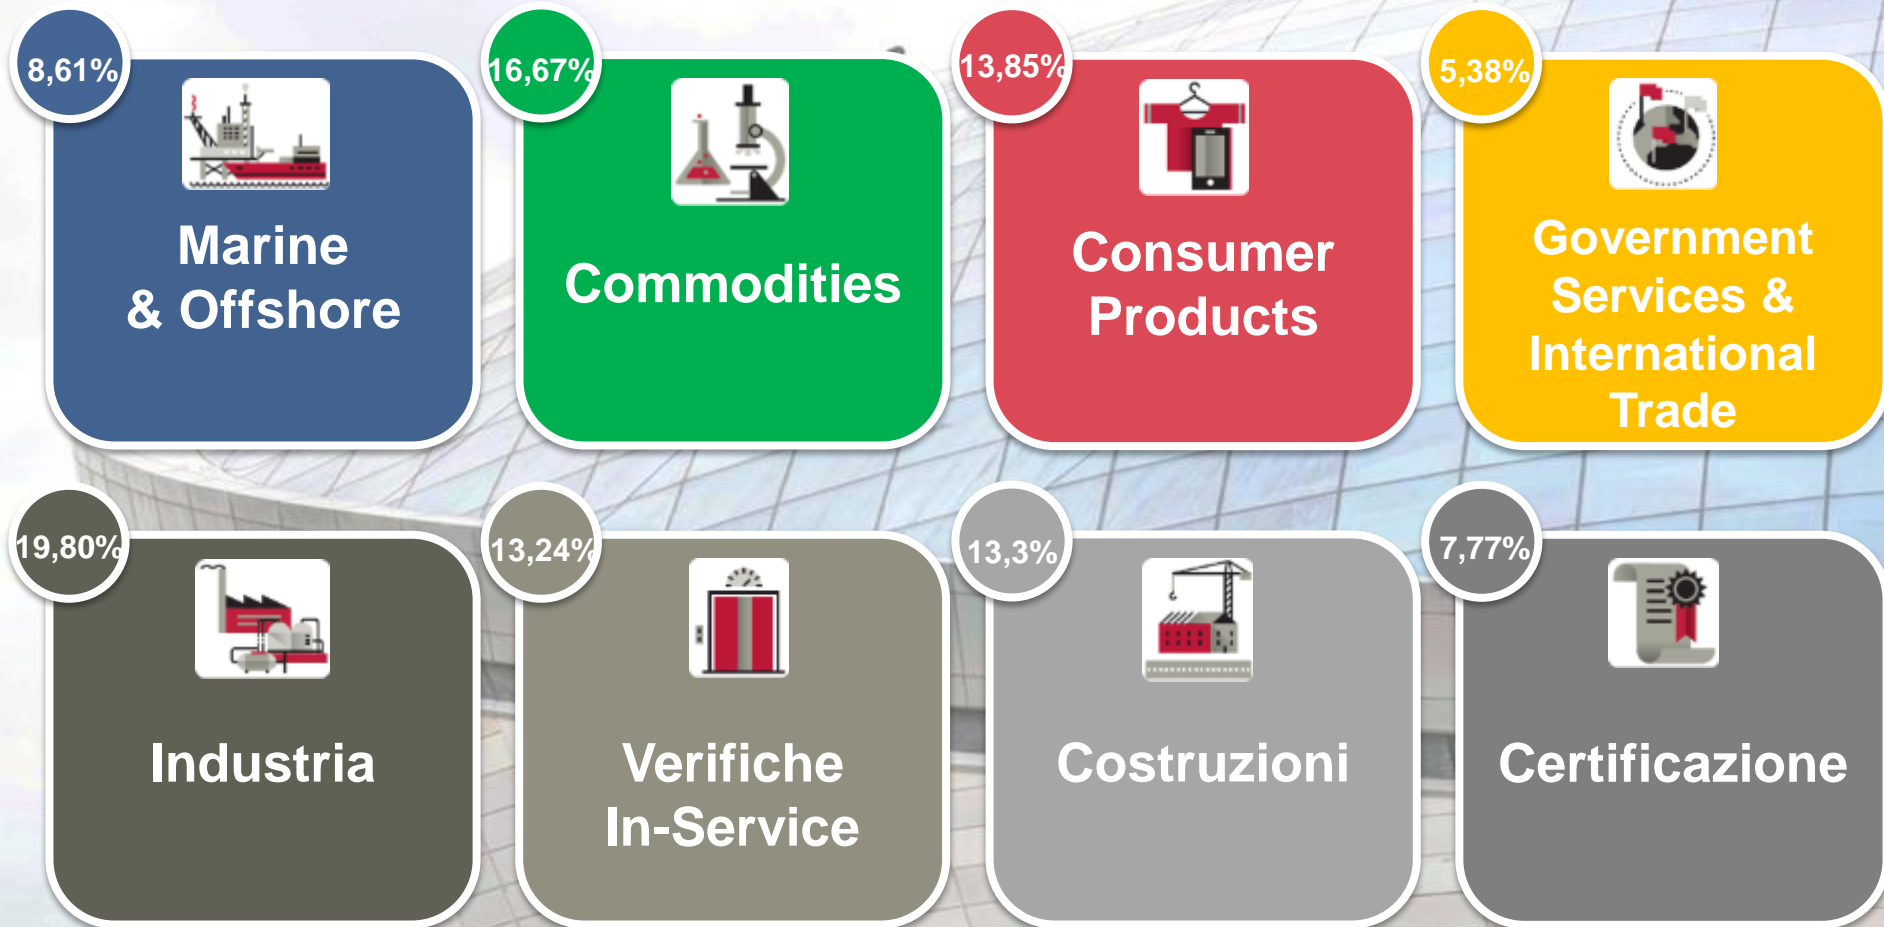 8,61%
Marine
& Offshore
16,67%
Commodities
13,85%
Consumer
Products
5,38%
Government
Services &
International
Trade
19,80%
Industria
13,24%
Verifiche
In-Service
13,3%
Costruzioni
7,77%
Certificazione